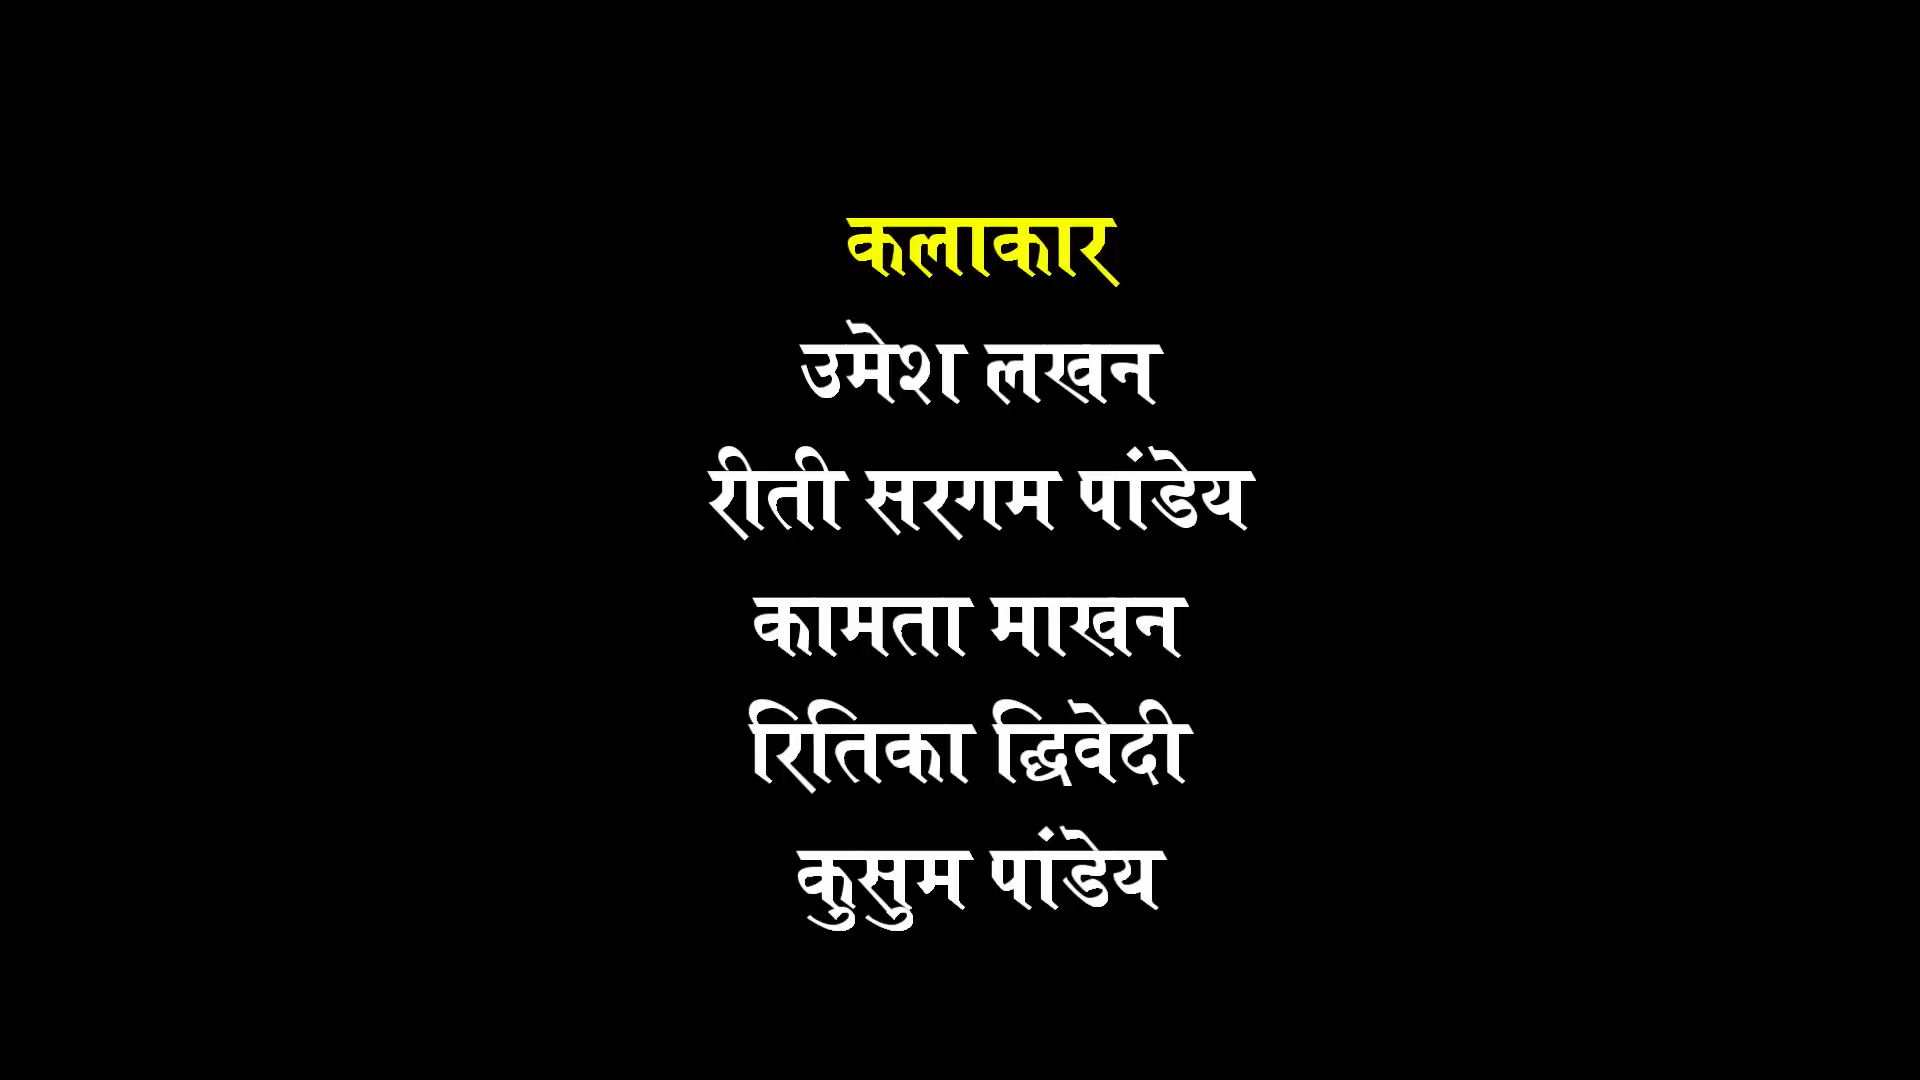 कलाकार
उमेश लखन
रीती सरगम पांडेय
कामता माखन
रितिका द्विवेदी
कुसुम पांडेय